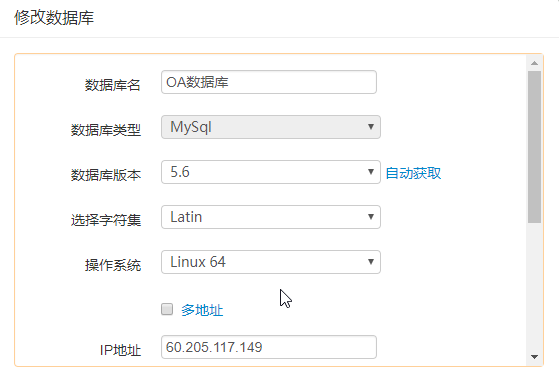 修改数据库
数据库名 OA数据库
数据库类型 MySql
数据库版本 5.6 自动获取
选择字符集 Latin
操作系统 Linux 64
多地址
IP地址 60.205.117.149